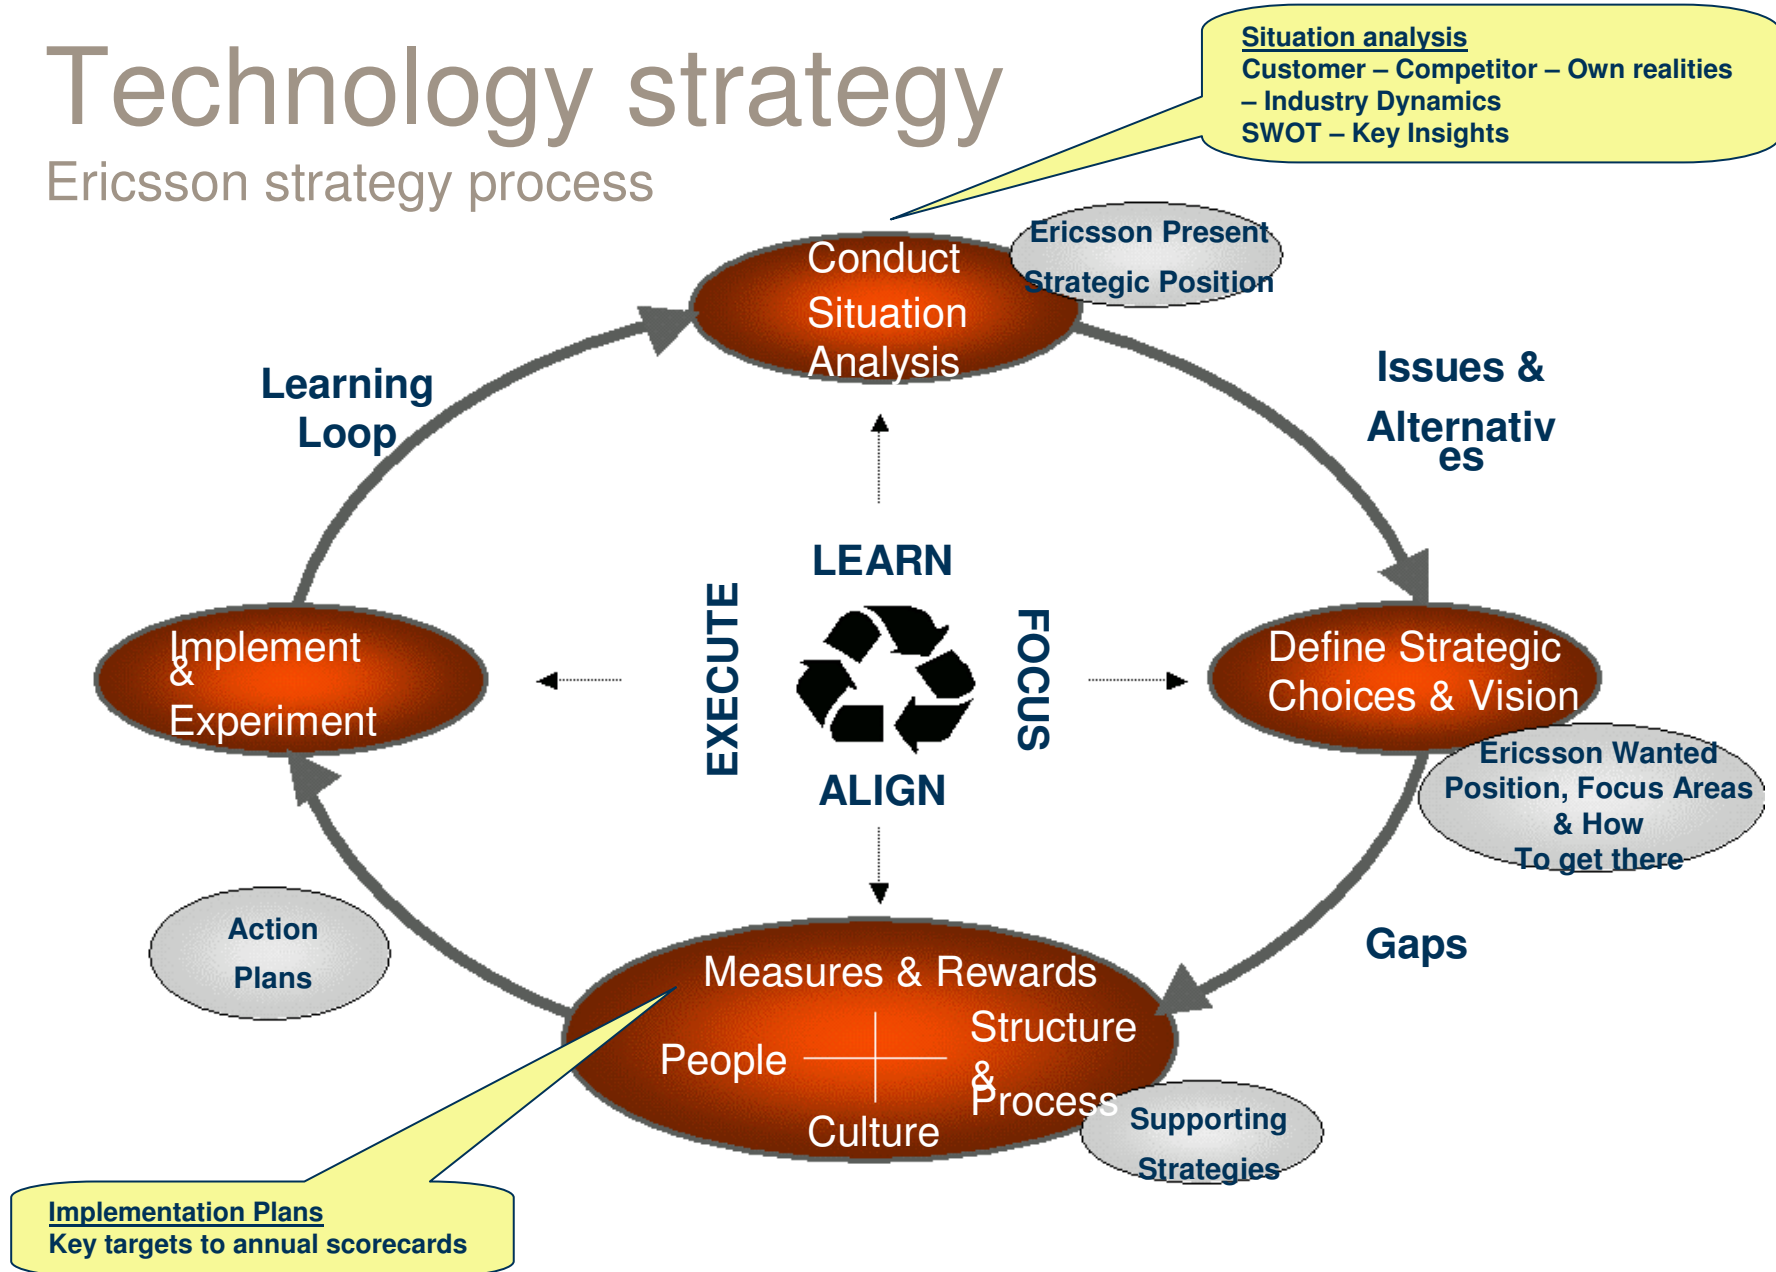 Technology strategy
Ericsson strategy process
Situation analysis
Customer – Competitor – Own realities
– Industry Dynamics
SWOT – Key Insights
Ericsson Present
Strategic Position
Conduct
Situation
Analysis
Learning
Loop
Issues &
Alternativ
es
LEARN
EXECUTE
FOCUS
ALIGN
Implement
&
Experiment
Define Strategic
Choices & Vision
Ericsson Wanted
Position, Focus Areas
& How
To get there
Action
Plans
Gaps
Measures & Rewards
People
Structure
&
Process
Culture
Supporting
Strategies
Implementation Plans
Key targets to annual scorecards